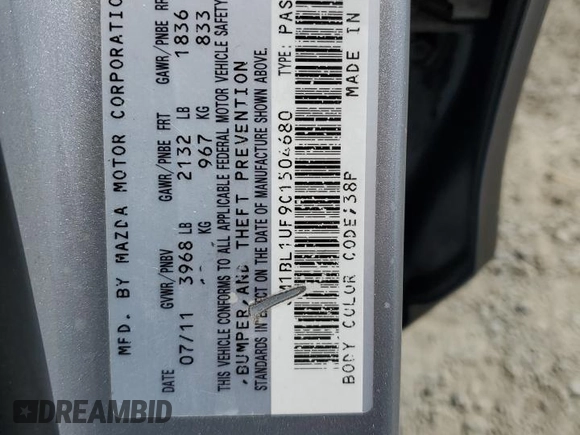 MFD. BY MAZDA MOTOR CORPORATION
DATE GVWR/PNBV GAWR/PNBE FRT GAWR/PNBE RR
07/11 3968 LB 2132 LB 1836
KG 967 KG 833
THIS VEHICLE CONFORMS TO ALL APPLICABLE FEDERAL MOTOR VEHICLE SAFETY
,BUMPER,AND THEFT PREVENTION
STANDARDS IN EFFECT ON THE DATE OF MANUFACTURE SHOWN ABOVE.
M1BL1UF9C1504680 TYPE: PAS
BODY COLOR CODE;38P MADE IN
DREAMBID